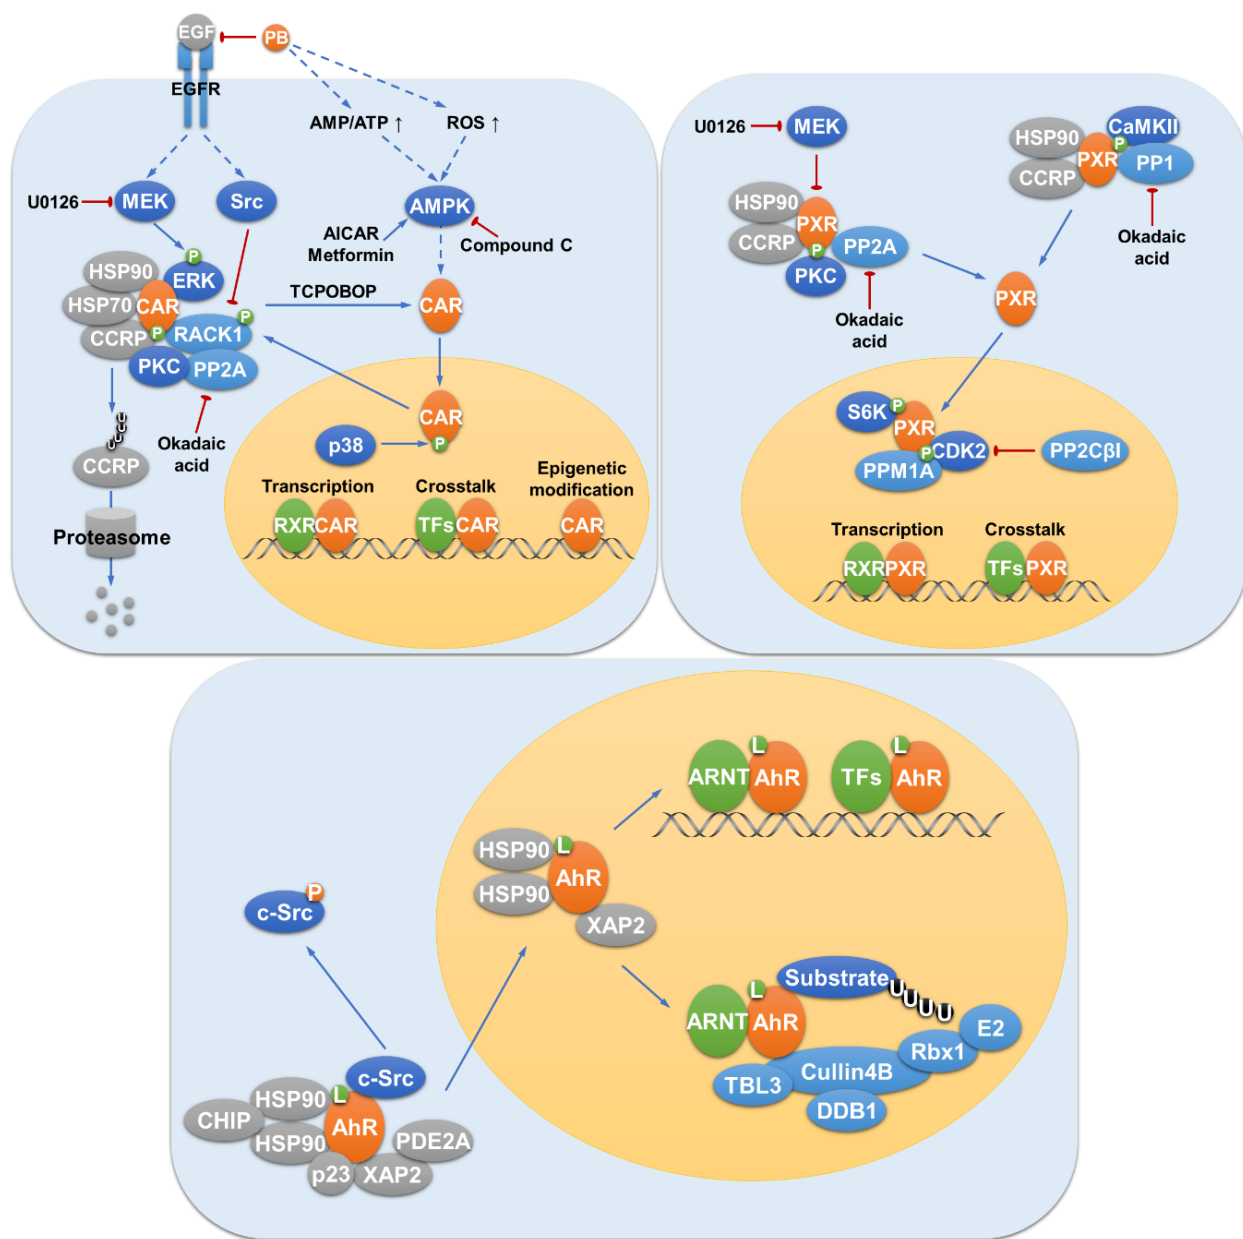 EGF
PB
EGFR
AMP/ATP ↑
ROS ↑
U0126
MEK
Src
AMPK
AICAR
Metformin
Compound C
P
HSP90
ERK
HSP70
CAR
TCPOBOP
CAR
P
CCRP
P
RACK1
PKC
PP2A
CAR
P
p38
Okadaic
acid
U
U
U
U
CCRP
Proteasome
Transcription
Crosstalk
Epigenetic
modification
RXR
CAR
TFs
CAR
CAR
U0126
MEK
HSP90
PXR
CCRP
P
PP2A
PKC
Okadaic
acid
CaMKII
HSP90
P
PXR
PP1
CCRP
Okadaic
acid
PXR
S6K
P
PXR
P
CDK2
PP2CβI
PPM1A
Transcription
Crosstalk
RXR
PXR
TFs
PXR
L
L
ARNT
AhR
TFs
AhR
HSP90
L
AhR
HSP90
XAP2
P
c-Src
Substrate
U
U
U
U
L
ARNT
AhR
E2
Rbx1
Cullin4B
TBL3
DDB1
c-Src
L
HSP90
CHIP
AhR
HSP90
PDE2A
p23
XAP2